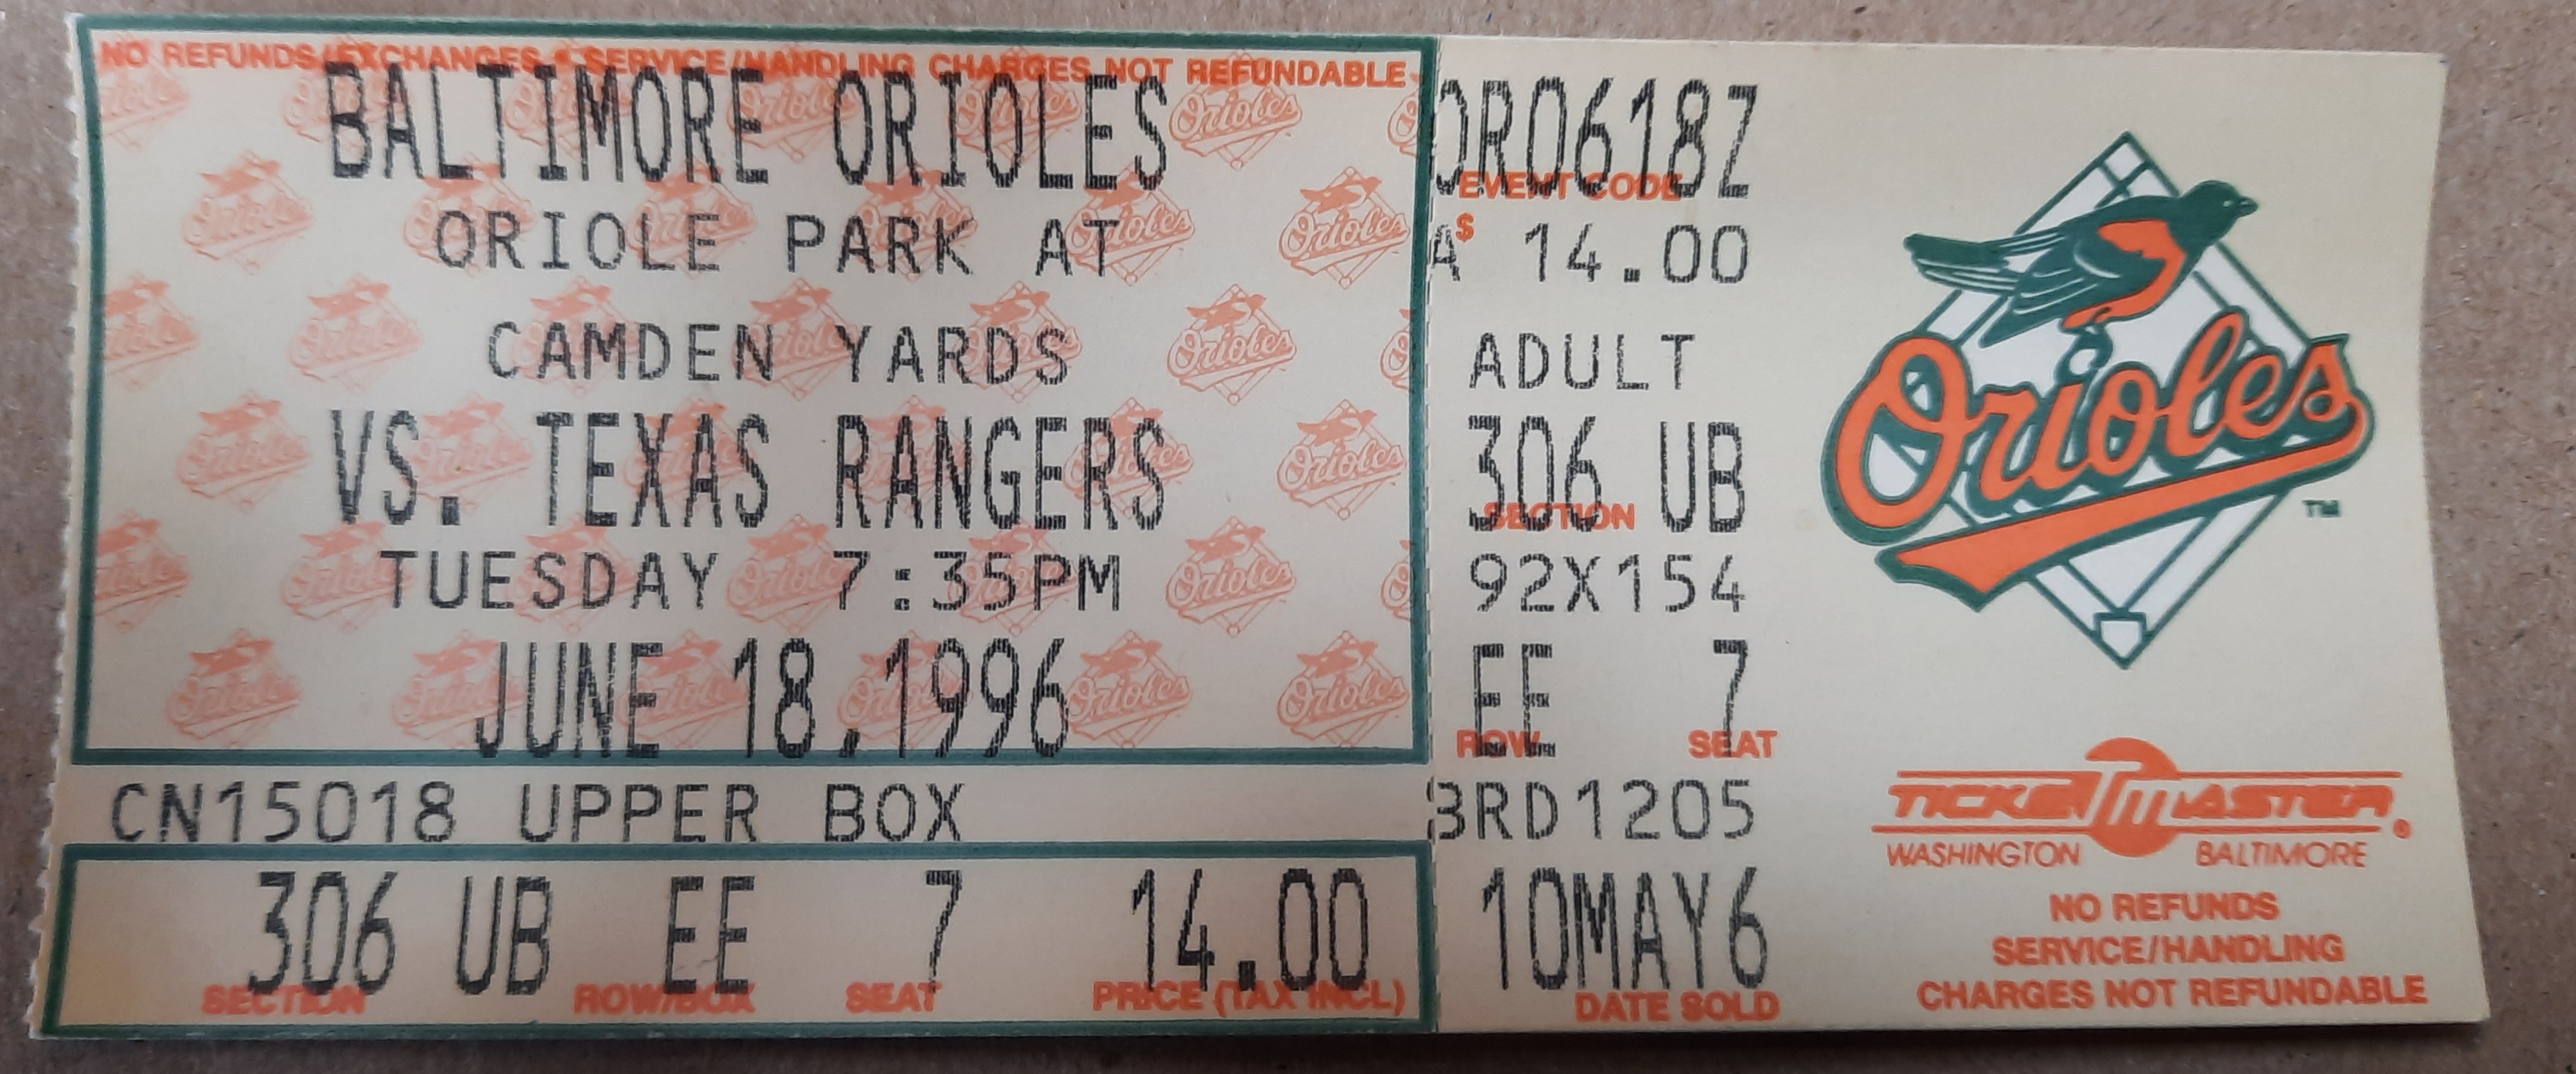 NO REFUNDS/EXCHANGES • SERVICE/HANDLING CHARGES NOT REFUNDABLE
BALTIMORE ORIOLES
ORIOLE PARK AT
CAMDEN YARDS
VS. TEXAS RANGERS
TUESDAY 7:35PM
JUNE 18,1996
CN15018 UPPER BOX
306 UB EE 7 14.00
SECTION ROW/BOX SEAT PRICE (TAX INCL)
OR0618Z
EVENT CODE
A $ 14.00
ADULT
306 UB
SECTION
92X154
EE 7
ROW SEAT
BRD1205
10MAY6
DATE SOLD
Orioles
TM
TICKETMASTER®
WASHINGTON BALTIMORE
NO REFUNDS
SERVICE/HANDLING
CHARGES NOT REFUNDABLE